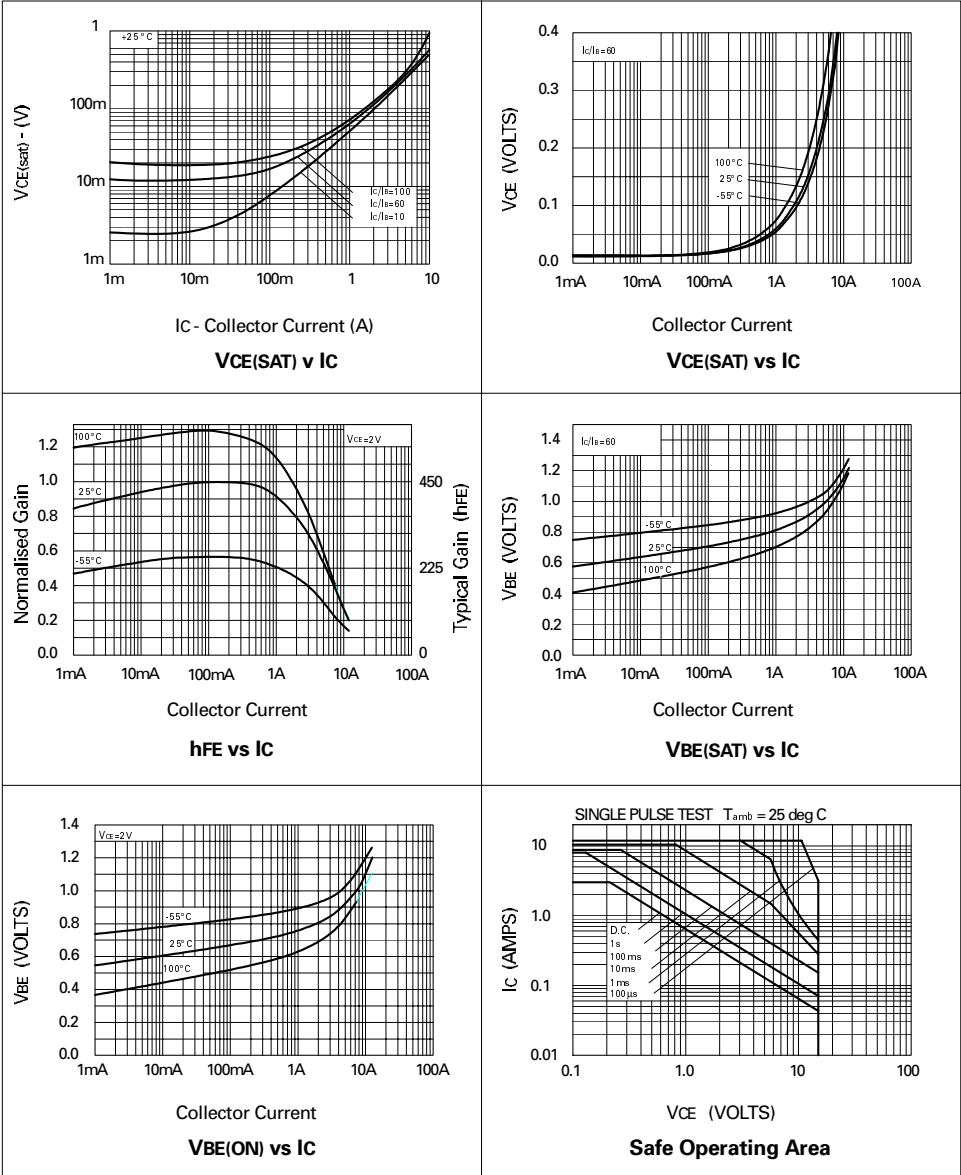 +25°C
1
100m
10m
1m
VCE(sat) - (V)
IC/IB=100
IC/IB=60
IC/IB=10
1m 10m 100m 1 10
IC - Collector Current (A)
VCE(SAT) v IC
IC/IB=60
0.4
0.3
0.2
0.1
0.0
VCE (VOLTS)
100°C
25°C
-55°C
1mA 10mA 100mA 1A 10A 100A
Collector Current
VCE(SAT) vs IC
100°C
VCE=2V
25°C
-55°C
1.2
1.0
0.8
0.6
0.4
0.2
0.0
Normalised Gain
450
225
0
Typical Gain (hFE)
1mA 10mA 100mA 1A 10A 100A
Collector Current
hFE vs IC
IC/IB=60
1.4
1.2
1.0
0.8
0.6
0.4
0.2
0.0
VBE (VOLTS)
-55°C
25°C
100°C
1mA 10mA 100mA 1A 10A 100A
Collector Current
VBE(SAT) vs IC
VCE=2V
1.4
1.2
1.0
0.8
0.6
0.4
0.2
0.0
VBE (VOLTS)
-55°C
25°C
100°C
1mA 10mA 100mA 1A 10A 100A
Collector Current
VBE(ON) vs IC
SINGLE PULSE TEST Tamb = 25 deg C
10
1.0
0.1
0.01
IC (AMPS)
D.C.
1s
100ms
10ms
1ms
100µs
0.1 1.0 10 100
VCE (VOLTS)
Safe Operating Area